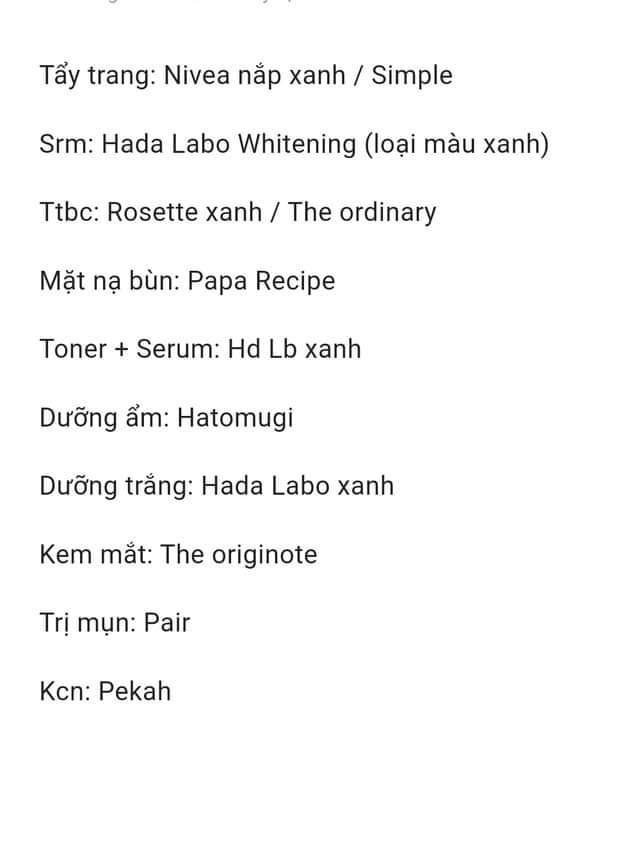 Tẩy trang: Nivea nắp xanh / Simple
Srm: Hada Labo Whitening (loại màu xanh)
Ttbc: Rosette xanh / The ordinary
Mặt nạ bùn: Papa Recipe
Toner + Serum: Hd Lb xanh
Dưỡng ẩm: Hatomugi
Dưỡng trắng: Hada Labo xanh
Kem mắt: The originote
Trị mụn: Pair
Kcn: Pekah